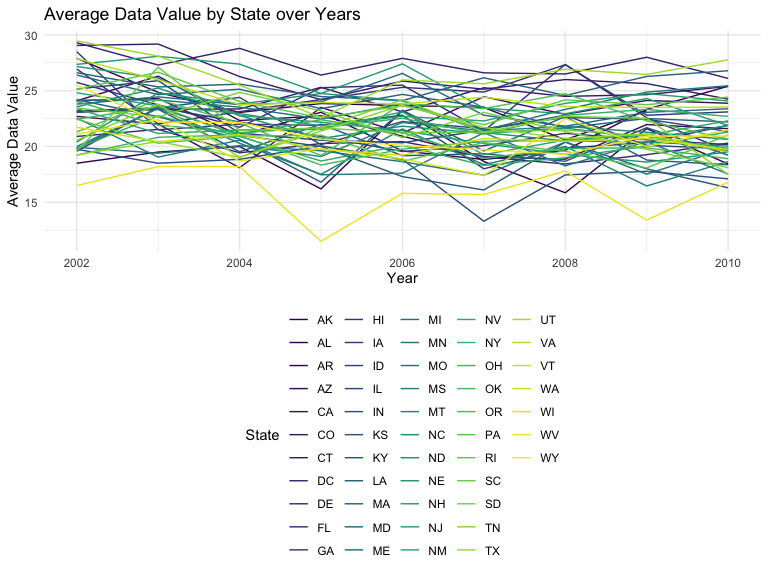 Average Data Value by State over Years
Average Data Value
30
25
20
15
2002 2004 2006 2008 2010
Year
State
AK HI MI NV UT
AL IA MN NY VA
AR ID MO OH VT
AZ IL MS OK WA
CA IN MT OR WI
CO KS NC PA WV
CT KY ND RI WY
DC LA NE SC
DE MA NH SD
FL MD NJ TN
GA ME NM TX